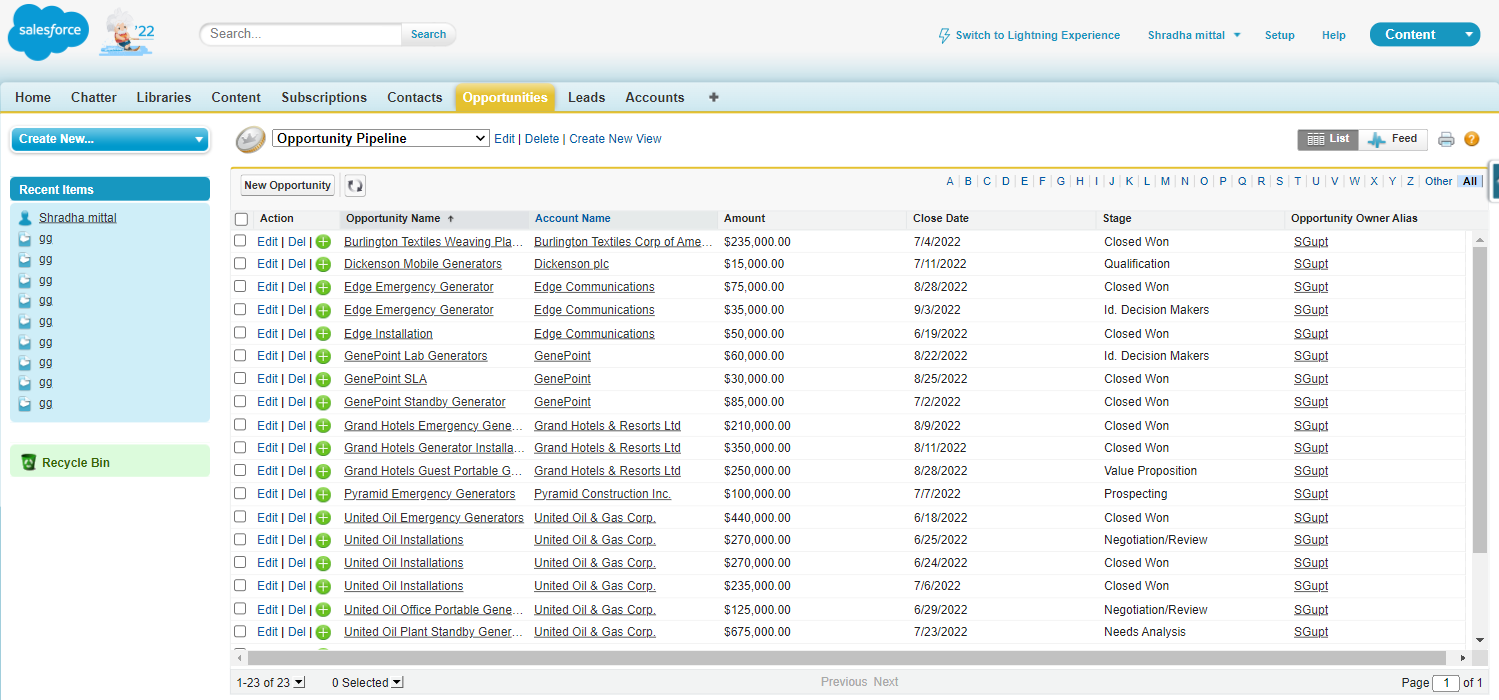 salesforce
'22
Search...
Search
Switch to Lightning Experience
Shradha mittal
Setup
Help
Content
Home Chatter Libraries Content Subscriptions Contacts Opportunities Leads Accounts +
Create New...
Recent Items
Shradha mittal
gg
gg
gg
gg
gg
gg
gg
gg
gg
Recycle Bin
Opportunity Pipeline
Edit | Delete | Create New View
List
Feed
?
New Opportunity
A | B | C | D | E | F | G | H | I | J | K | L | M | N | O | P | Q | R | S | T | U | V | W | X | Y | Z | Other | All
Action Opportunity Name Account Name Amount Close Date Stage Opportunity Owner Alias
Edit | Del | Burlington Textiles Weaving Pla... Burlington Textiles Corp of Ame... $235,000.00 7/4/2022 Closed Won SGupt
Edit | Del | Dickenson Mobile Generators Dickenson plc $15,000.00 7/11/2022 Qualification SGupt
Edit | Del | Edge Emergency Generator Edge Communications $75,000.00 8/28/2022 Closed Won SGupt
Edit | Del | Edge Emergency Generator Edge Communications $35,000.00 9/3/2022 Id. Decision Makers SGupt
Edit | Del | Edge Installation Edge Communications $50,000.00 6/19/2022 Closed Won SGupt
Edit | Del | GenePoint Lab Generators GenePoint $60,000.00 8/22/2022 Id. Decision Makers SGupt
Edit | Del | GenePoint SLA GenePoint $30,000.00 8/25/2022 Closed Won SGupt
Edit | Del | GenePoint Standby Generator GenePoint $85,000.00 7/2/2022 Closed Won SGupt
Edit | Del | Grand Hotels Emergency Gene... Grand Hotels & Resorts Ltd $210,000.00 8/9/2022 Closed Won SGupt
Edit | Del | Grand Hotels Generator Installa... Grand Hotels & Resorts Ltd $350,000.00 8/11/2022 Closed Won SGupt
Edit | Del | Grand Hotels Guest Portable G... Grand Hotels & Resorts Ltd $250,000.00 8/28/2022 Value Proposition SGupt
Edit | Del | Pyramid Emergency Generators Pyramid Construction Inc. $100,000.00 7/7/2022 Prospecting SGupt
Edit | Del | United Oil Emergency Generators United Oil & Gas Corp. $440,000.00 6/18/2022 Closed Won SGupt
Edit | Del | United Oil Installations United Oil & Gas Corp. $270,000.00 6/25/2022 Negotiation/Review SGupt
Edit | Del | United Oil Installations United Oil & Gas Corp. $270,000.00 6/24/2022 Closed Won SGupt
Edit | Del | United Oil Installations United Oil & Gas Corp. $235,000.00 7/6/2022 Closed Won SGupt
Edit | Del | United Oil Office Portable Gene... United Oil & Gas Corp. $125,000.00 6/29/2022 Negotiation/Review SGupt
Edit | Del | United Oil Plant Standby Gener... United Oil & Gas Corp. $675,000.00 7/23/2022 Needs Analysis SGupt
1-23 of 23 0 Selected Previous Next Page 1 of 1